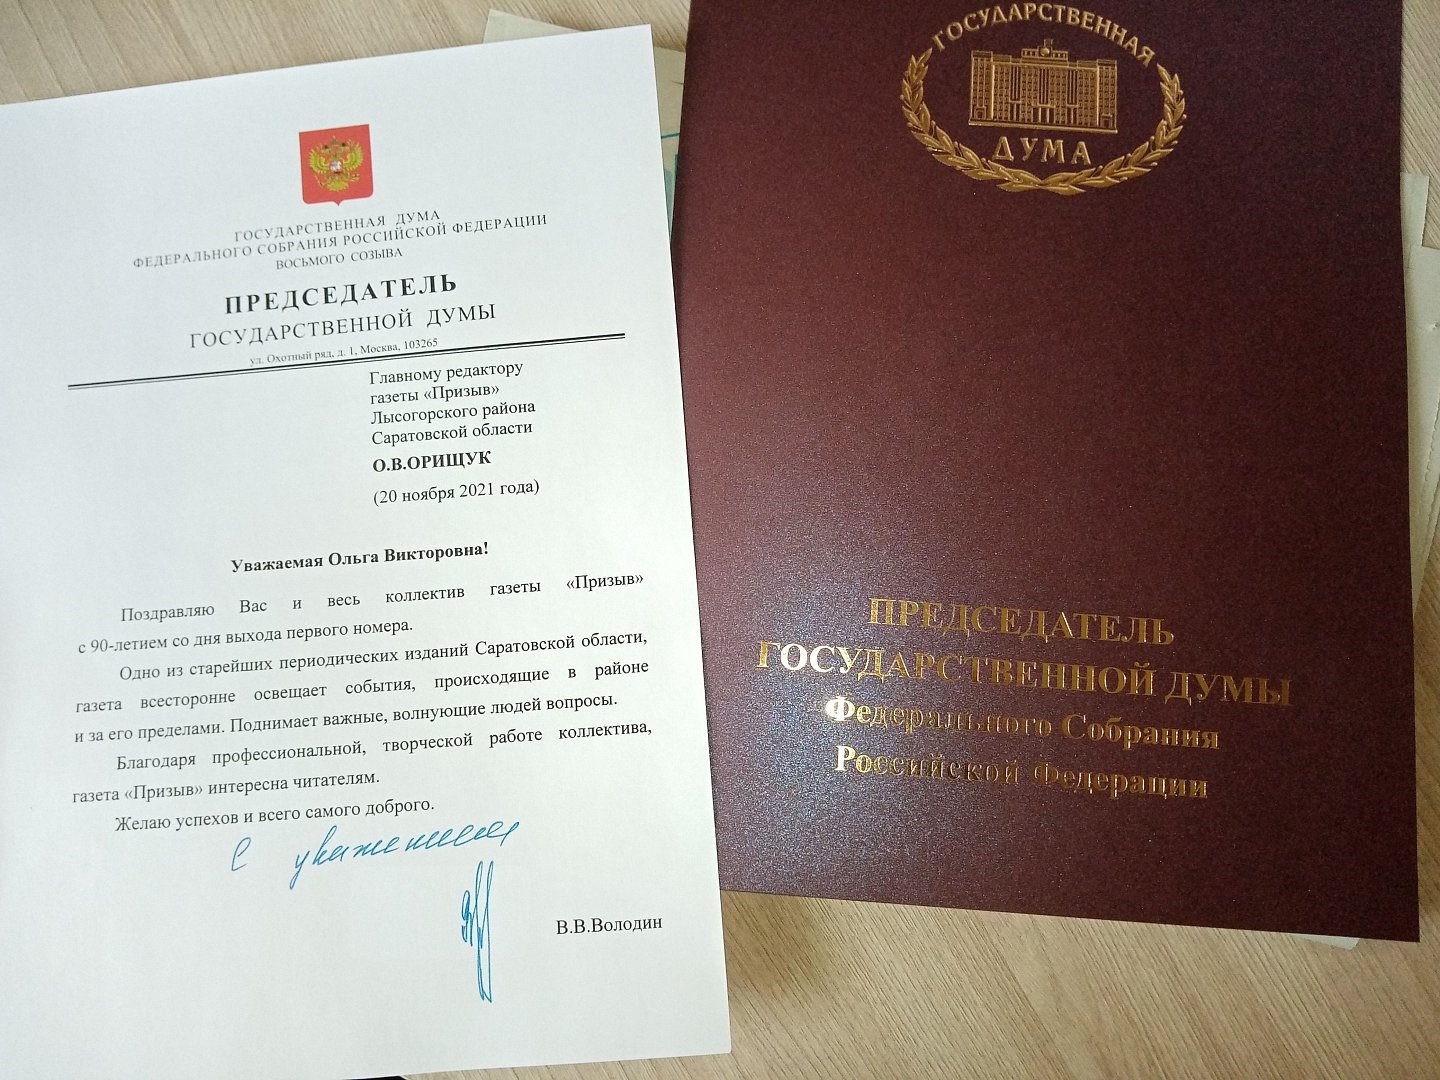 ГОСУДАРСТВЕННАЯ ДУМА
ФЕДЕРАЛЬНОГО СОБРАНИЯ РОССИЙСКОЙ ФЕДЕРАЦИИ
ВОСЬМОГО СОЗЫВА
ПРЕДСЕДАТЕЛЬ
ГОСУДАРСТВЕННОЙ ДУМЫ
ул. Охотный ряд, д. 1, Москва, 103265
Главному редактору
газеты «Призыв»
Лысогорского района
Саратовской области
О.В.ОРИЩУК
(20 ноября 2021 года)
Уважаемая Ольга Викторовна!
Поздравляю Вас и весь коллектив газеты «Призыв»
с 90-летием со дня выхода первого номера.
Одно из старейших периодических изданий Саратовской области,
газета всесторонне освещает события, происходящие в районе
и за его пределами. Поднимает важные, волнующие людей вопросы.
Благодаря профессиональной, творческой работе коллектива,
газета «Призыв» интересна читателям.
Желаю успехов и всего самого доброго.
С уважением
В.В.Володин
ГОСУДАРСТВЕННАЯ
ДУМА
ПРЕДСЕДАТЕЛЬ
ГОСУДАРСТВЕННОЙ ДУМЫ
Федерального Собрания
Российской Федерации